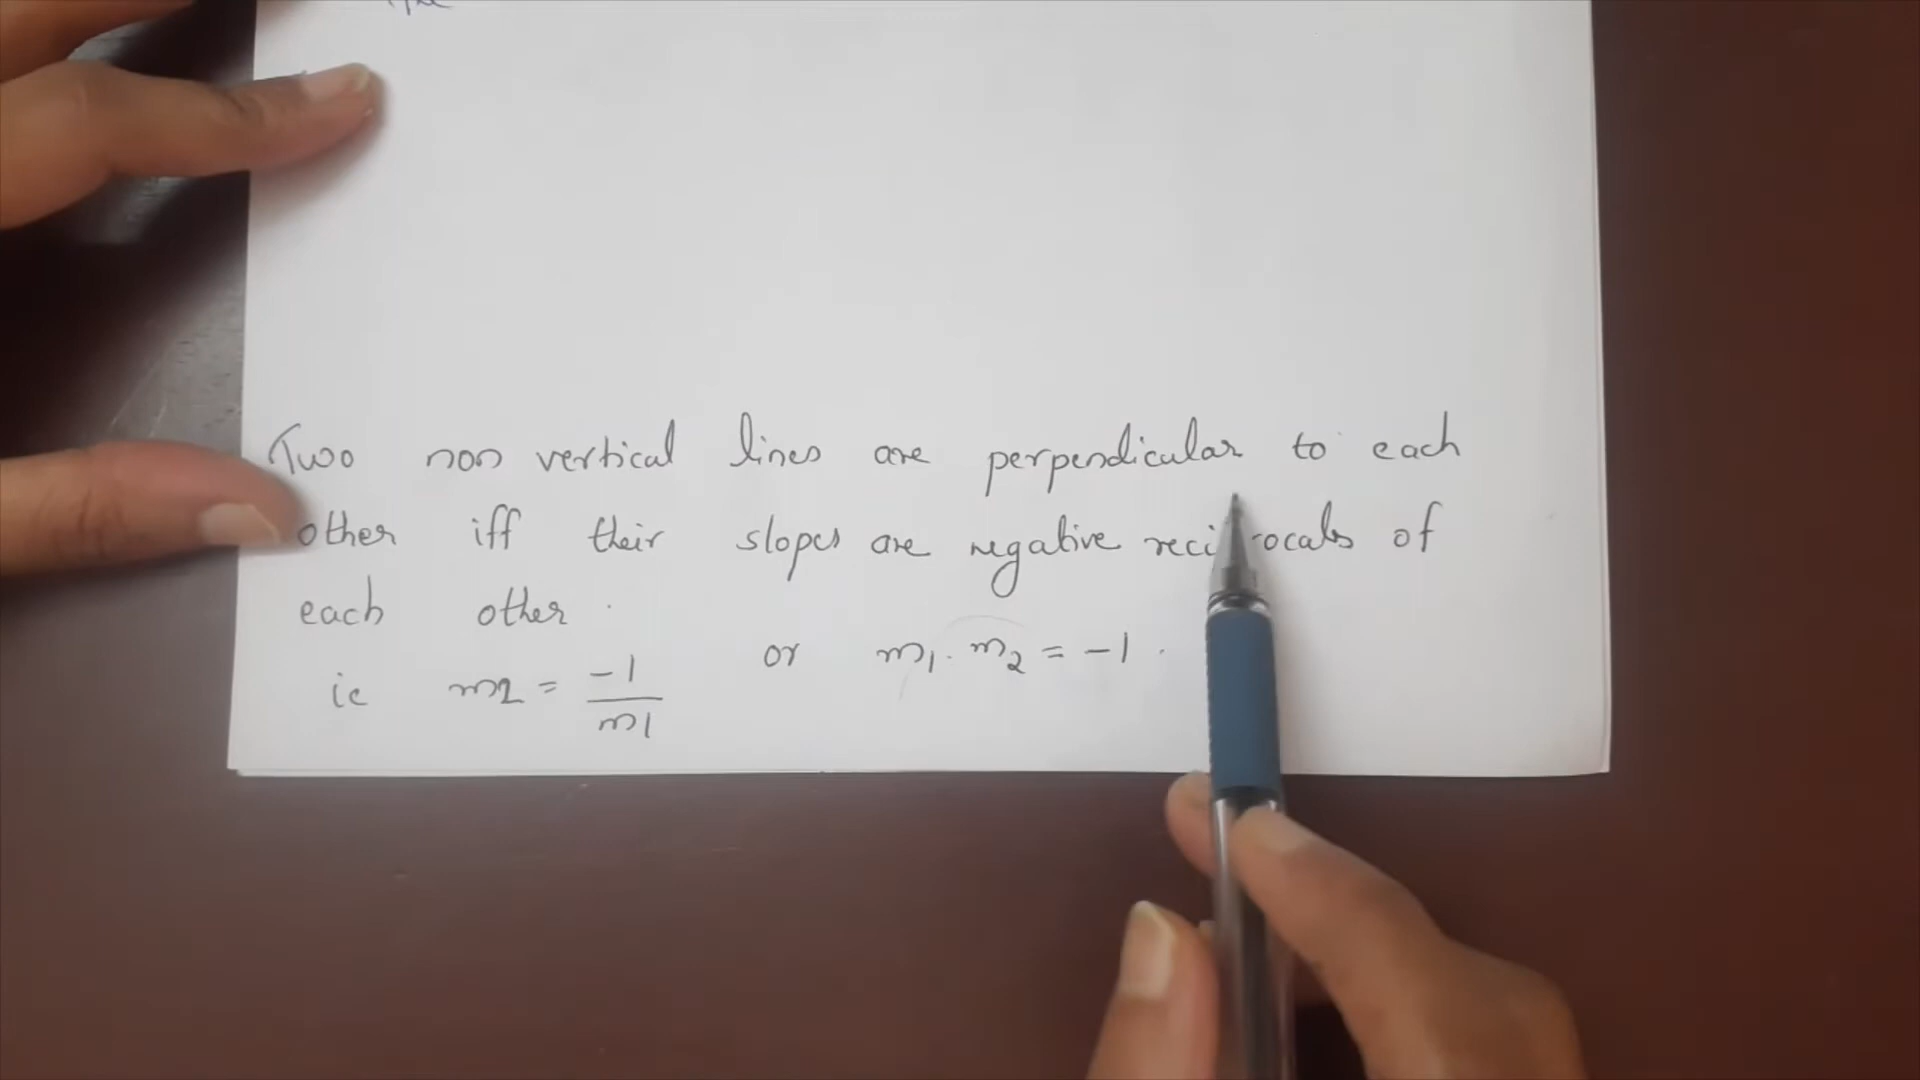 Two non vertical lines are perpendicular to each
other iff their slopes are negative reciprocals of
each other.
ie m2 = -1/m1 or m1. m2 = -1.